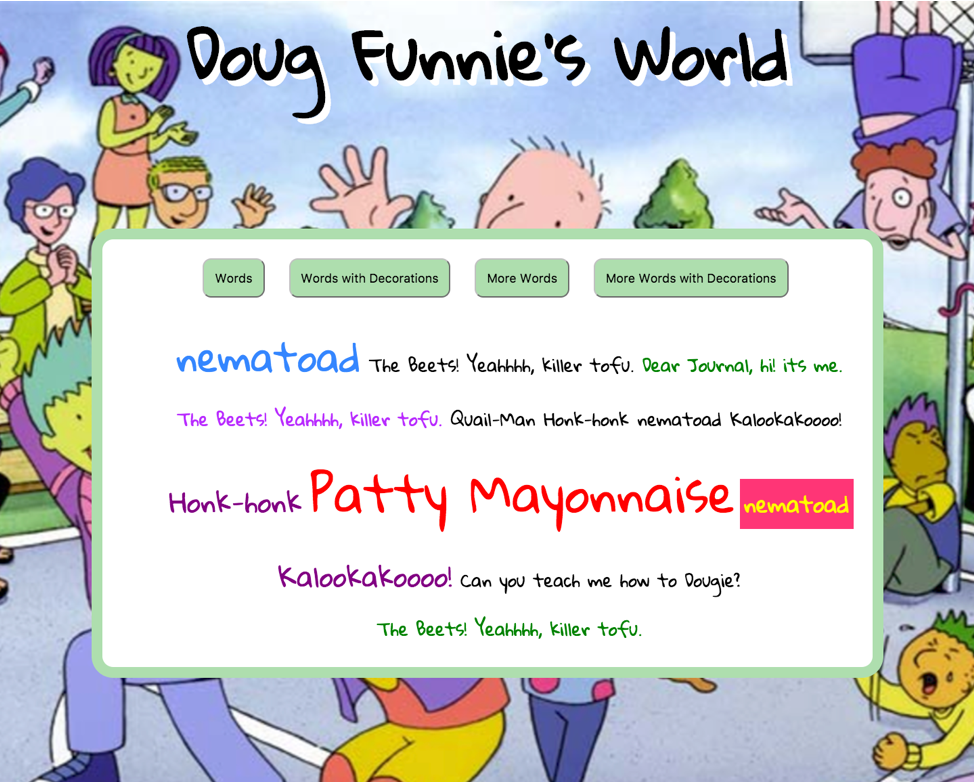 Doug Funnie's World
Words Words with Decorations More Words More Words with Decorations
nematoad The Beets! Yeahhhh, killer tofu. Dear Journal, hi! its me.
The Beets! Yeahhhh, killer tofu. Quail-Man Honk-honk nematoad Kalookakoooo!
Honk-honk Patty Mayonnaise nematoad
Kalookakoooo! Can you teach me how to Dougie?
The Beets! Yeahhhh, killer tofu.